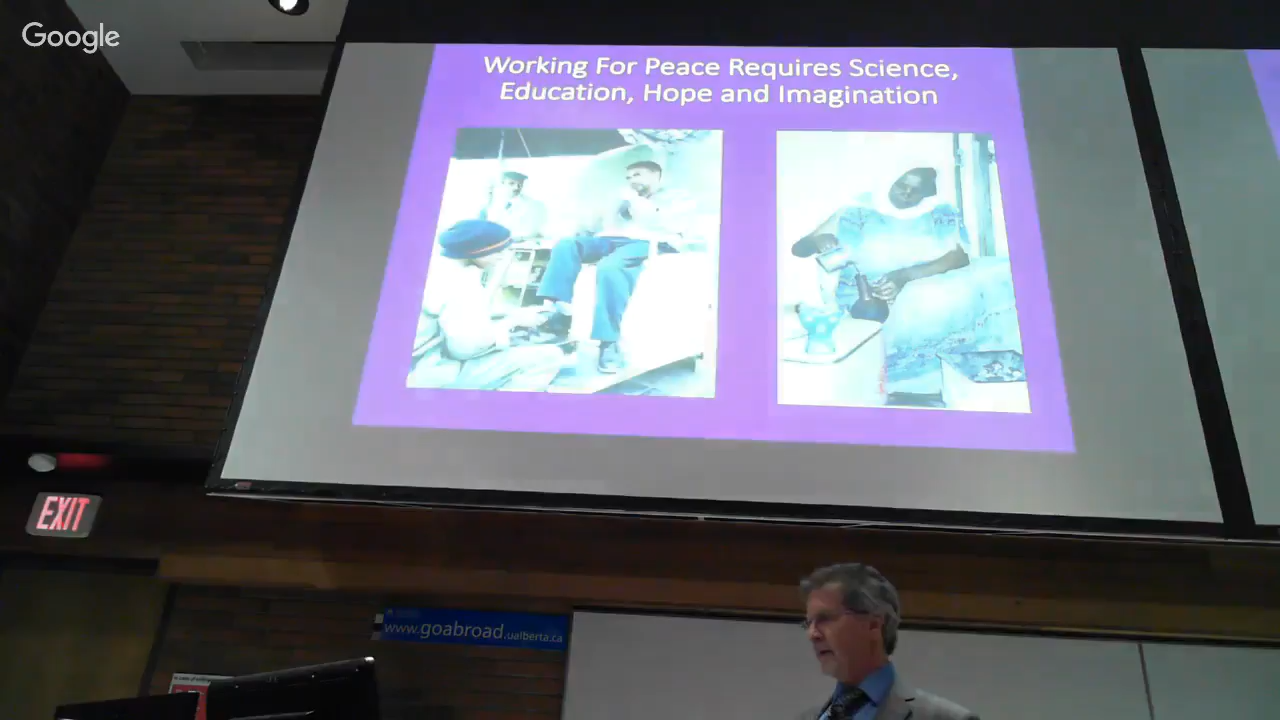 Google
Working For Peace Requires Science,
Education, Hope and Imagination
EXIT
www.goabroad.ualberta.ca